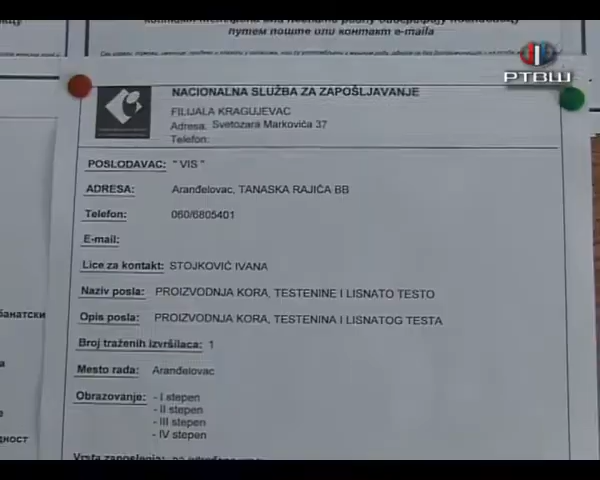 контакт
путем поште или контакт e-maila
РТВШ
NACIONALNA SLUŽBA ZA ZAPOŠLJAVANJE
FILIJALA KRAGUJEVAC
Adresa: Svetozara Markovića 37
Telefon:
POSLODAVAC: " VIS "
ADRESA: Aranđelovac, TANASKA RAJIĆA BB
Telefon: 060/6805401
E-mail:
Lice za kontakt: STOJKOVIĆ IVANA
Naziv posla: PROIZVODNJA KORA, TESTENINE I LISNATO TESTO
Opis posla: PROIZVODNJA KORA, TESTENINA I LISNATOG TESTA
Broj traženih izvršilaca: 1
Mesto rada: Aranđelovac
Obrazovanje: - I stepen
- II stepen
- III stepen
- IV stepen
Vrsta zaposlenja:
банатски